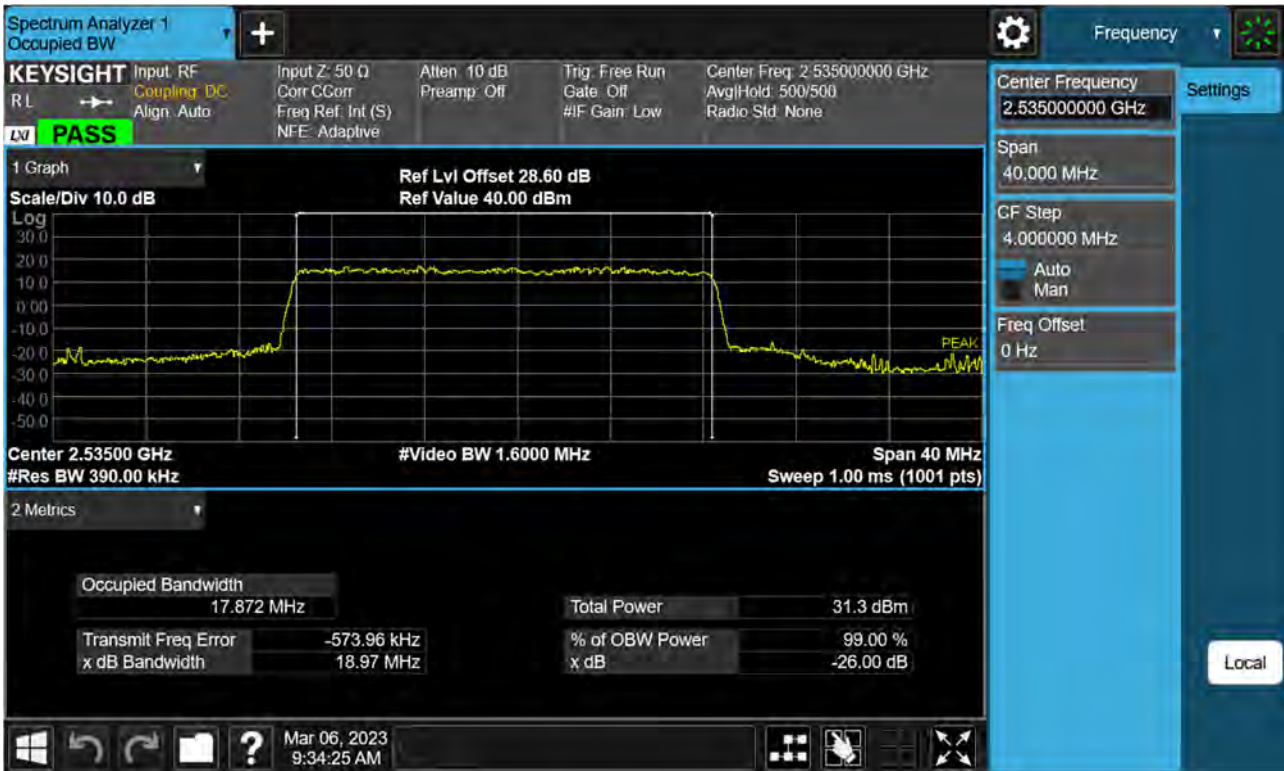 Spectrum Analyzer 1
Occupied BW
Frequency
KEYSIGHT
R L
LXI
PASS
Input: RF
Coupling: DC
Align: Auto
Input Z: 50 Ω
Corr CCorr
Freq Ref: Int (S)
NFE: Adaptive
Atten: 10 dB
Preamp: Off
Trig: Free Run
Gate: Off
#IF Gain: Low
Center Freq: 2.535000000 GHz
Avg|Hold: 500/500
Radio Std: None
Center Frequency
2.535000000 GHz
Settings
Span
40.000 MHz
CF Step
4.000000 MHz
Auto
Man
Freq Offset
0 Hz
1 Graph
Scale/Div 10.0 dB
Ref Lvl Offset 28.60 dB
Ref Value 40.00 dBm
Log
30.0
20.0
10.0
0.00
-10.0
-20.0
-30.0
-40.0
-50.0
PEAK
Center 2.53500 GHz
#Video BW 1.6000 MHz
Span 40 MHz
#Res BW 390.00 kHz
Sweep 1.00 ms (1001 pts)
2 Metrics
Occupied Bandwidth
17.872 MHz
Total Power 31.3 dBm
Transmit Freq Error -573.96 kHz
% of OBW Power 99.00 %
x dB Bandwidth 18.97 MHz
x dB -26.00 dB
Local
Mar 06, 2023
9:34:25 AM